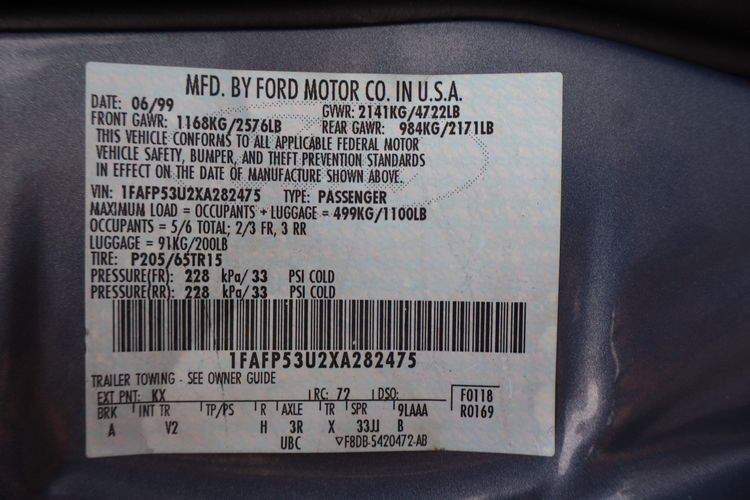 MFD. BY FORD MOTOR CO. IN U.S.A.
DATE: 06/99 GVWR: 2141KG/4722LB
FRONT GAWR: 1168KG/2576LB REAR GAWR: 984KG/2171LB
THIS VEHICLE CONFORMS TO ALL APPLICABLE FEDERAL MOTOR
VEHICLE SAFETY, BUMPER, AND THEFT PREVENTION STANDARDS
IN EFFECT ON THE DATE OF MANUFACTURE SHOWN ABOVE.
VIN: 1FAFP53U2XA282475 TYPE: PASSENGER
MAXIMUM LOAD = OCCUPANTS + LUGGAGE = 499KG/1100LB
OCCUPANTS = 5/6 TOTAL; 2/3 FR, 3 RR
LUGGAGE = 91KG/200LB
TIRE: P205/65TR15
PRESSURE(FR): 228 kPa/ 33 PSI COLD
PRESSURE(RR): 228 kPa/ 33 PSI COLD
1FAFP53U2XA282475
TRAILER TOWING - SEE OWNER GUIDE
EXT PNT: KX RC: 72 DSO: F0118
BRK INT TR TP/PS R AXLE TR SPR 9LAAA R0169
A V2 H 3R X 33JJ B
UBC ▽F8DB-5420472-AB